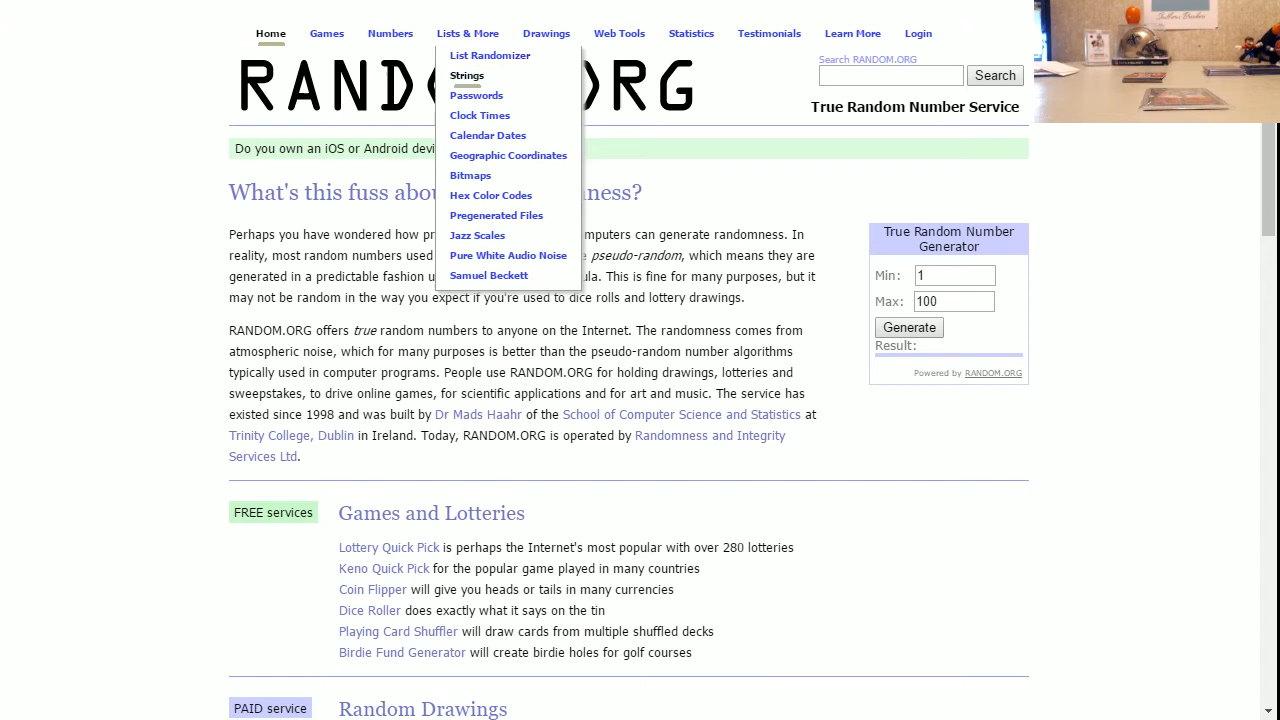 Home Games Numbers Lists & More Drawings Web Tools Statistics Testimonials Learn More Login
List Randomizer
Strings
Passwords
Clock Times
Calendar Dates
Geographic Coordinates
Bitmaps
Hex Color Codes
Pregenerated Files
Jazz Scales
Pure White Audio Noise
Samuel Beckett
Search RANDOM.ORG
Search
True Random Number Service
Do you own an iOS or Android devi
What's this fuss abou
Perhaps you have wondered how pr mputers can generate randomness. In
reality, most random numbers used pseudo-random, which means they are
generated in a predictable fashion u ula. This is fine for many purposes, but it
may not be random in the way you expect if you're used to dice rolls and lottery drawings.
RANDOM.ORG offers true random numbers to anyone on the Internet. The randomness comes from
atmospheric noise, which for many purposes is better than the pseudo-random number algorithms
typically used in computer programs. People use RANDOM.ORG for holding drawings, lotteries and
sweepstakes, to drive online games, for scientific applications and for art and music. The service has
existed since 1998 and was built by Dr Mads Haahr of the School of Computer Science and Statistics at
Trinity College, Dublin in Ireland. Today, RANDOM.ORG is operated by Randomness and Integrity
Services Ltd.
True Random Number
Generator
Min: 1
Max: 100
Generate
Result:
Powered by RANDOM.ORG
FREE services
Games and Lotteries
Lottery Quick Pick is perhaps the Internet's most popular with over 280 lotteries
Keno Quick Pick for the popular game played in many countries
Coin Flipper will give you heads or tails in many currencies
Dice Roller does exactly what it says on the tin
Playing Card Shuffler will draw cards from multiple shuffled decks
Birdie Fund Generator will create birdie holes for golf courses
PAID service
Random Drawings